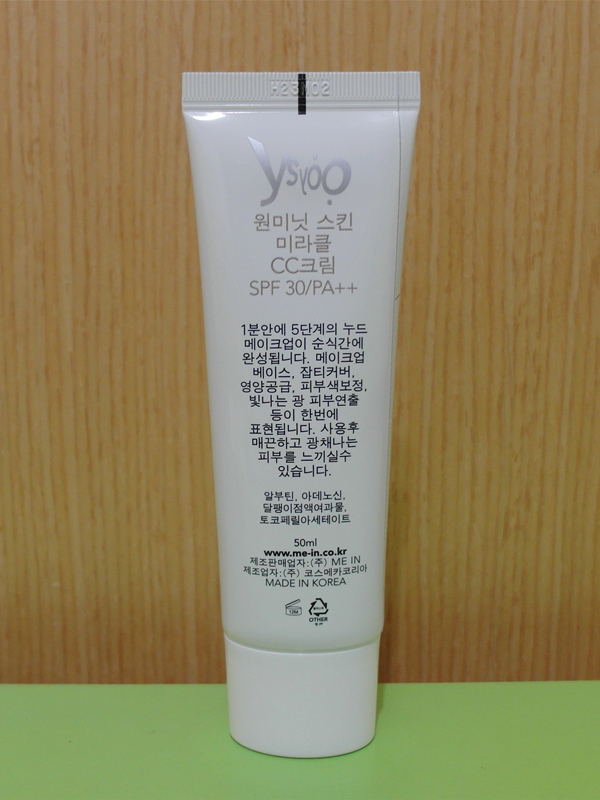 H23N02
ysyoo
원미닛 스킨
미라클
CC크림
SPF 30/PA++
1분안에 5단계의 누드
메이크업이 순식간에
완성됩니다. 메이크업
베이스, 잡티커버,
영양공급, 피부색보정,
빛나는 광 피부연출
등이 한번에
표현됩니다. 사용후
매끈하고 광채나는
피부를 느끼실수
있습니다.
알부틴, 아데노신,
달팽이점액여과물,
토코페릴아세테이트
50ml
www.me-in.co.kr
제조판매업자:(주) ME IN
제조업자:(주) 코스메카코리아
MADE IN KOREA
12M
OTHER